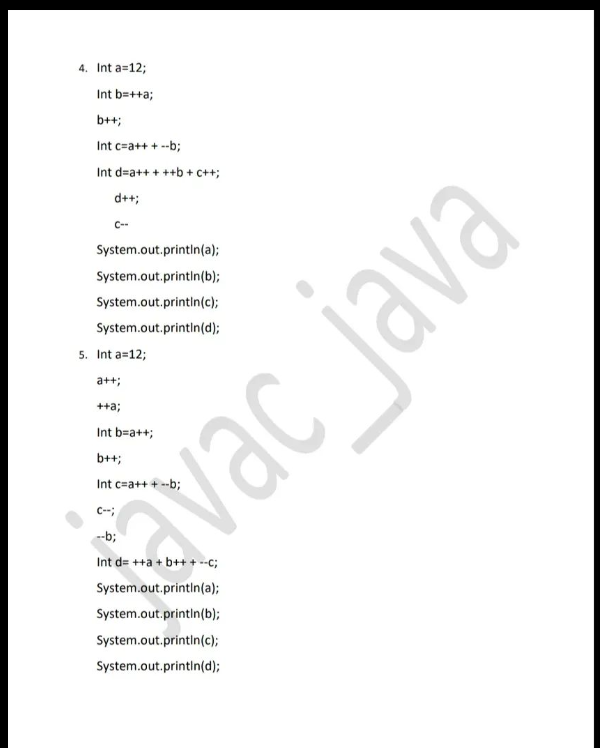 4. Int a=12;
Int b=++a;
b++;
Int c=a++ + --b;
Int d=a++ + ++b + c++;
d++;
c--
System.out.println(a);
System.out.println(b);
System.out.println(c);
System.out.println(d);
5. Int a=12;
a++;
++a;
Int b=a++;
b++;
Int c=a++ + --b;
c--;
--b;
Int d= ++a + b++ + --c;
System.out.println(a);
System.out.println(b);
System.out.println(c);
System.out.println(d);
javac_java